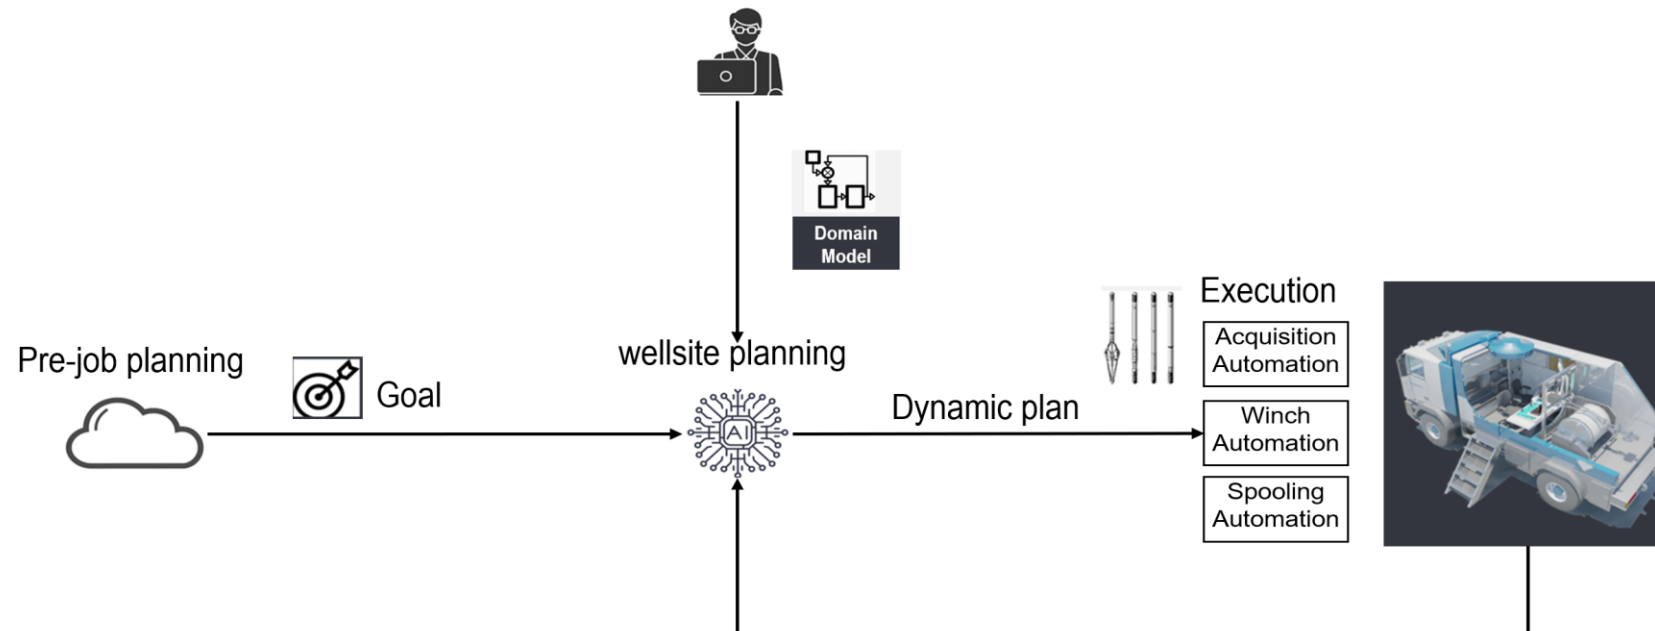 Domain
Model
Execution
Acquisition
Automation
Pre-job planning
wellsite planning
Goal
Dynamic plan
Winch
Automation
AI
Spooling
Automation